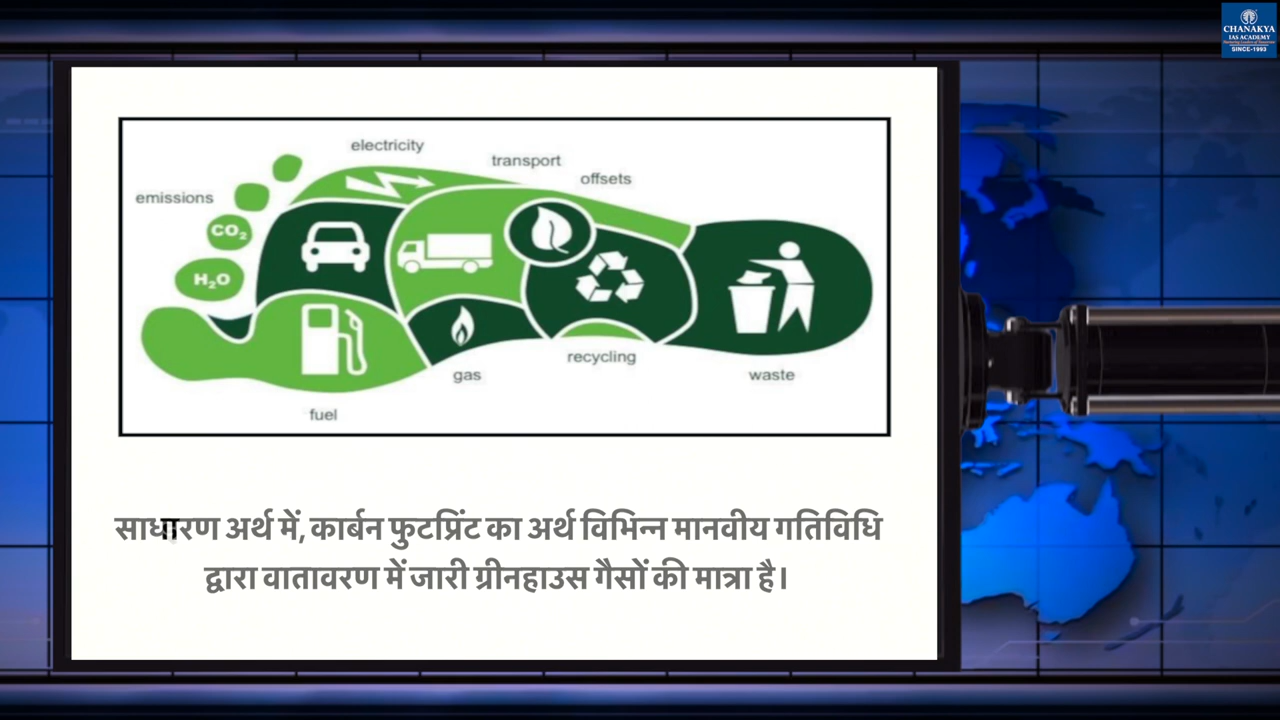 CHANAKYA
IAS ACADEMY
SINCE-1993
electricity
transport
offsets
emissions
CO₂
H₂O
recycling
gas
waste
fuel
साधारण अर्थ में, कार्बन फुटप्रिंट का अर्थ विभिन्न मानवीय गतिविधि
द्वारा वातावरण में जारी ग्रीनहाउस गैसों की मात्रा है।